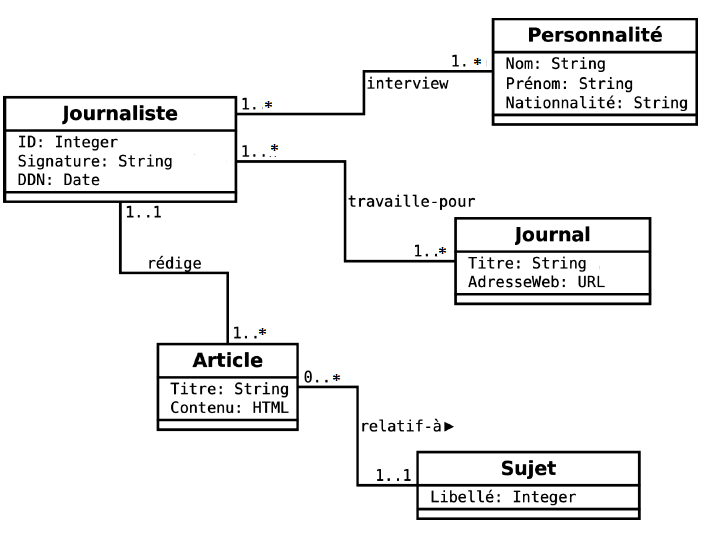 Personnalité
Nom: String
Prénom: String
Nationnalité: String
1. *
interview
1..*
Journaliste
ID: Integer
Signature: String
DDN: Date
1..*
travaille-pour
1..*
Journal
Titre: String
AdresseWeb: URL
1..1
rédige
1..*
Article
Titre: String
Contenu: HTML
0..*
relatif-à►
1..1
Sujet
Libellé: Integer